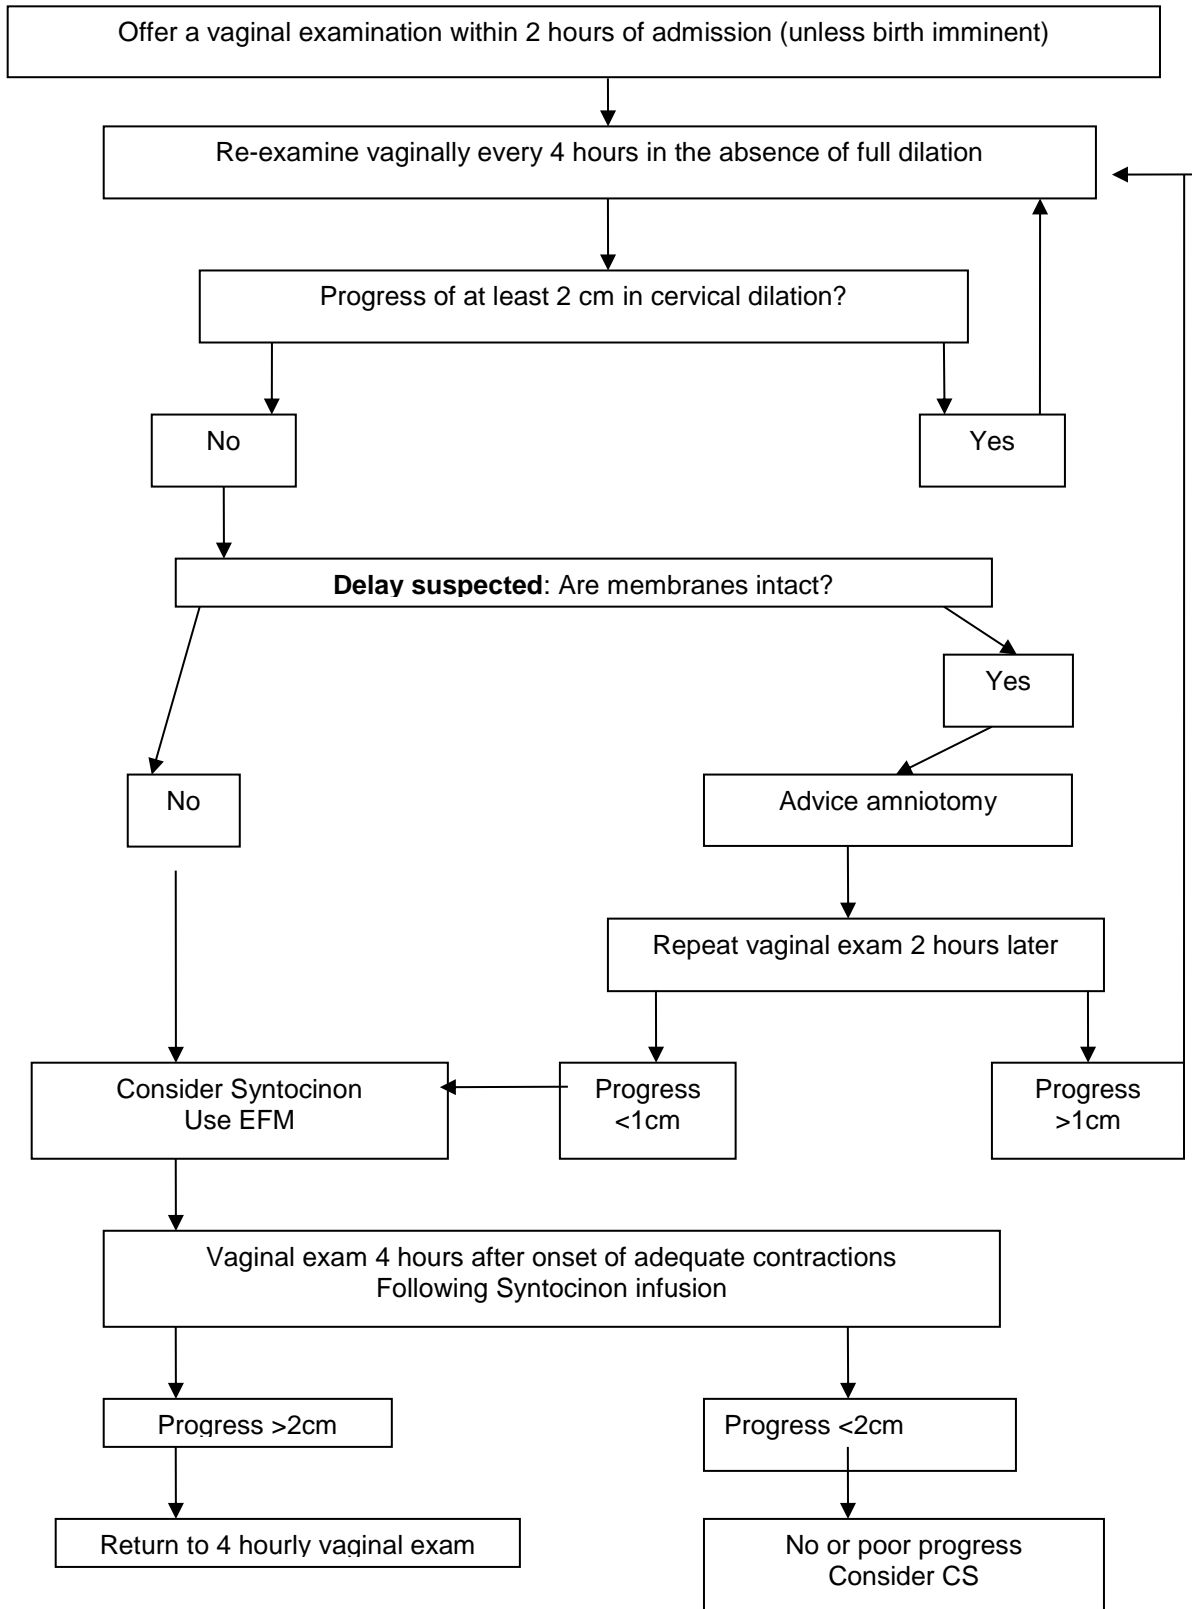 Offer a vaginal examination within 2 hours of admission (unless birth imminent)
Re-examine vaginally every 4 hours in the absence of full dilation
Progress of at least 2 cm in cervical dilation?
No
Yes
Delay suspected: Are membranes intact?
Yes
No
Advice amniotomy
Repeat vaginal exam 2 hours later
Consider Syntocinon
Use EFM
Progress
<1cm
Progress
>1cm
Vaginal exam 4 hours after onset of adequate contractions
Following Syntocinon infusion
Progress >2cm
Progress <2cm
Return to 4 hourly vaginal exam
No or poor progress
Consider CS